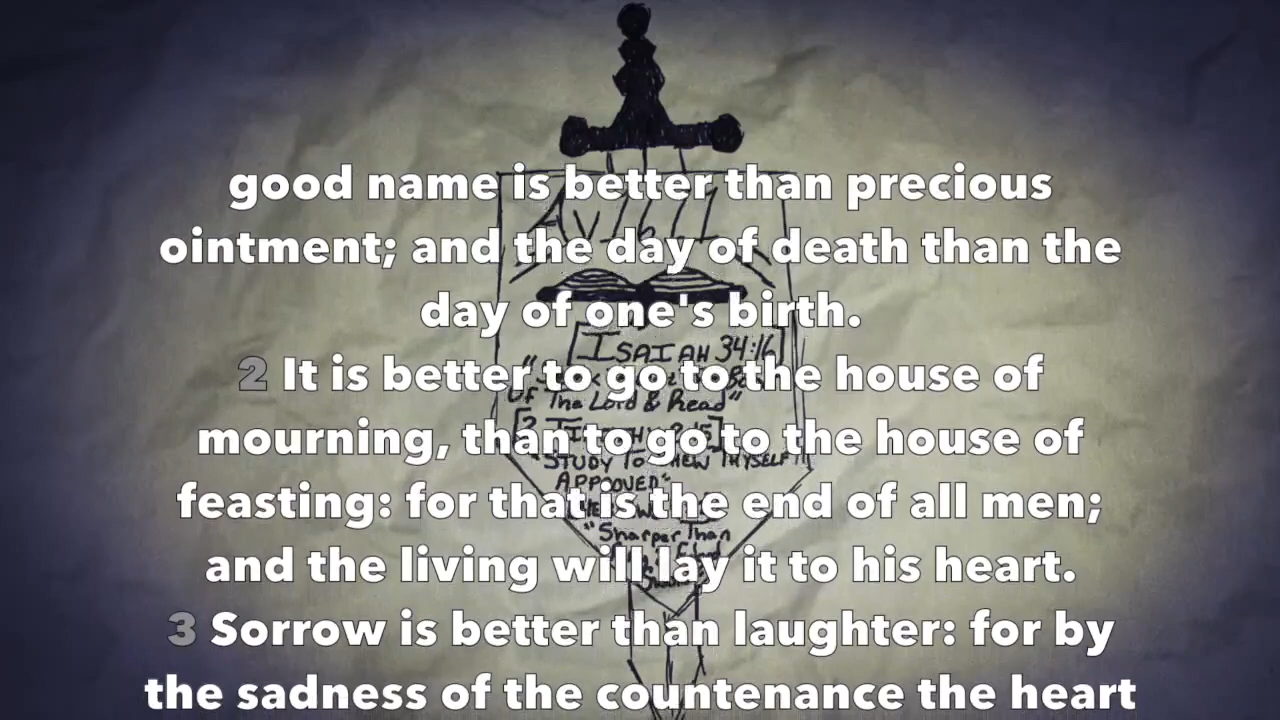 good name is better than precious
ointment; and the day of death than the
day of one's birth.
2 It is better to go to the house of
mourning, than to go to the house of
feasting: for that is the end of all men;
and the living will lay it to his heart.
3 Sorrow is better than laughter: for by
the sadness of the countenance the heart
AV1611
[ISAIAH 34:16]
Of The Lord & Read"
"STUDY TO SHEW THYSELF
APPROVED"
"Sharper Than